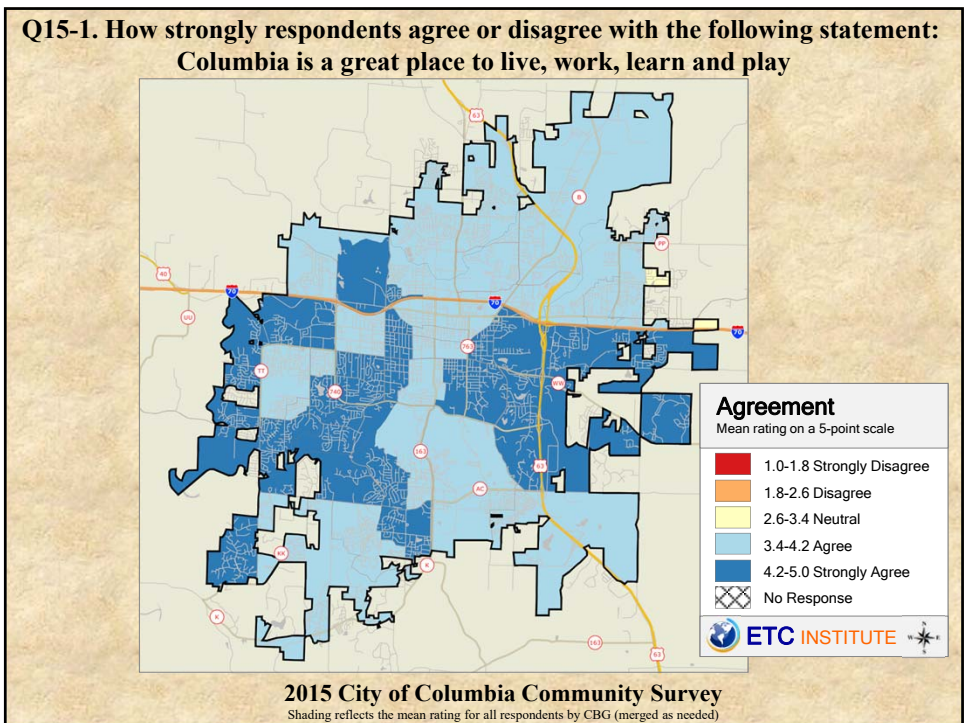 Q15-1. How strongly respondents agree or disagree with the following statement:
Columbia is a great place to live, work, learn and play
63
B
PP
40
70
UU
70
70
763
TT
740
WW
163
63
AC
KK
K
K
163
63
Agreement
Mean rating on a 5-point scale
1.0-1.8 Strongly Disagree
1.8-2.6 Disagree
2.6-3.4 Neutral
3.4-4.2 Agree
4.2-5.0 Strongly Agree
No Response
ETC INSTITUTE
N
W E
S
2015 City of Columbia Community Survey
Shading reflects the mean rating for all respondents by CBG (merged as needed)